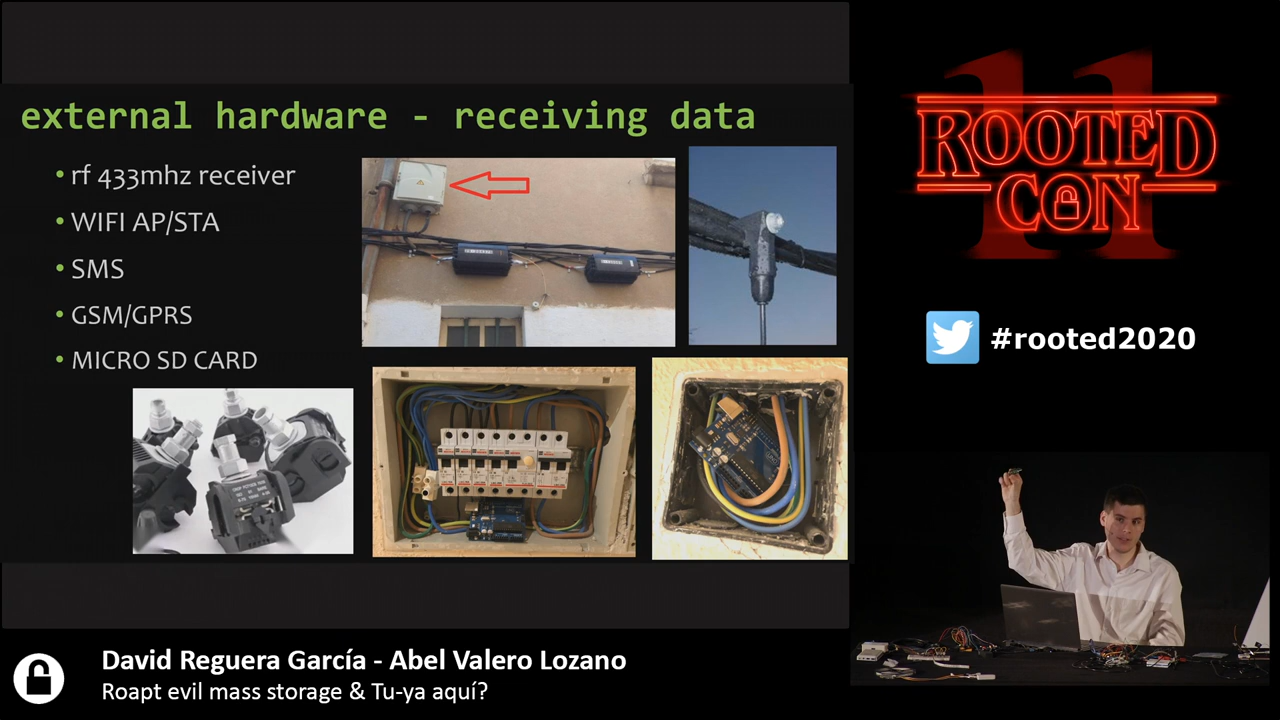 external hardware - receiving data
• rf 433mhz receiver
• WIFI AP/STA
• SMS
• GSM/GPRS
• MICRO SD CARD
11
ROOTED
CON
#rooted2020
David Reguera García - Abel Valero Lozano
Roapt evil mass storage & Tu-ya aquí?